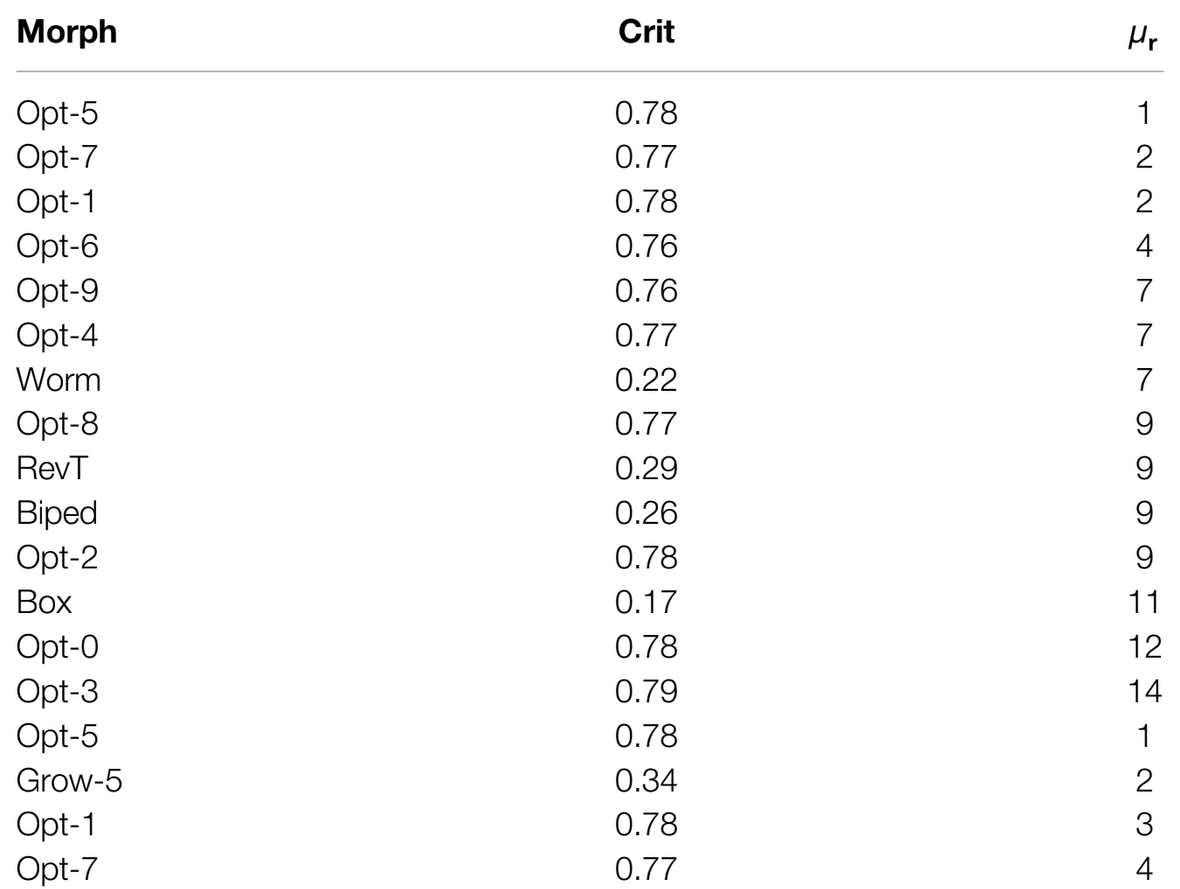 Morph Crit μr
Opt-5 0.78 1
Opt-7 0.77 2
Opt-1 0.78 2
Opt-6 0.76 4
Opt-9 0.76 7
Opt-4 0.77 7
Worm 0.22 7
Opt-8 0.77 9
RevT 0.29 9
Biped 0.26 9
Opt-2 0.78 9
Box 0.17 11
Opt-0 0.78 12
Opt-3 0.79 14
Opt-5 0.78 1
Grow-5 0.34 2
Opt-1 0.78 3
Opt-7 0.77 4